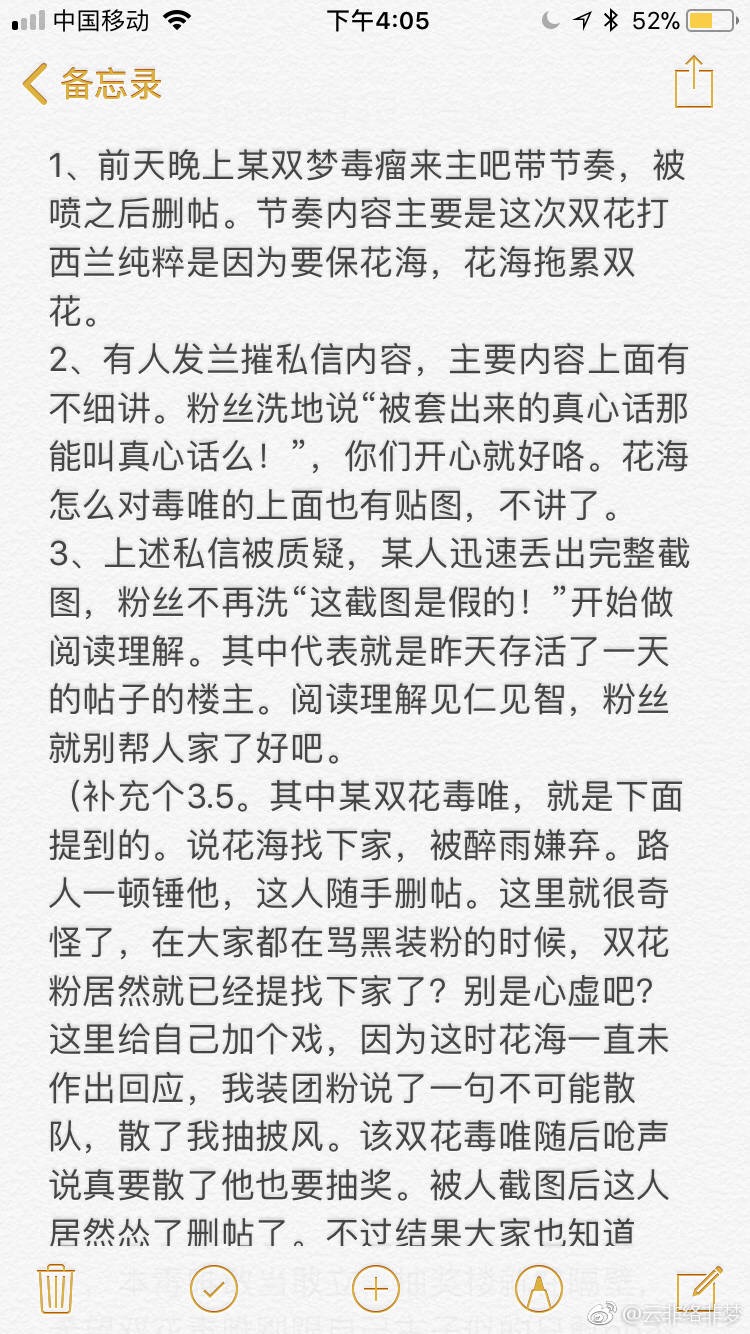 中国移动 下午4:05 52%
备忘录
1、前天晚上某双梦毒瘤来主吧带节奏，被
喷之后删帖。节奏内容主要是这次双花打
西兰纯粹是因为要保花海，花海拖累双
花。
2、有人发兰摧私信内容，主要内容上面有
不细讲。粉丝洗地说“被套出来的真心话那
能叫真心话么！”，你们开心就好咯。花海
怎么对毒唯的上面也有贴图，不讲了。
3、上述私信被质疑，某人迅速丢出完整截
图，粉丝不再洗“这截图是假的！”开始做
阅读理解。其中代表就是昨天存活了一天
的帖子的楼主。阅读理解见仁见智，粉丝
就别帮人家了好吧。
（补充个3.5。其中某双花毒唯，就是下面
提到的。说花海找下家，被醉雨嫌弃。路
人一顿锤他，这人随手删帖。这里就很奇
怪了，在大家都在骂黑装粉的时候，双花
粉居然就已经提找下家了？别是心虚吧？
这里给自己加个戏，因为这时花海一直未
作出回应，我装团粉说了一句不可能散
队，散了我抽披风。该双花毒唯随后呛声
说真要散了他也要抽奖。被人截图后这人
居然怂了删帖了。不过结果大家也知道
@云非络非梦